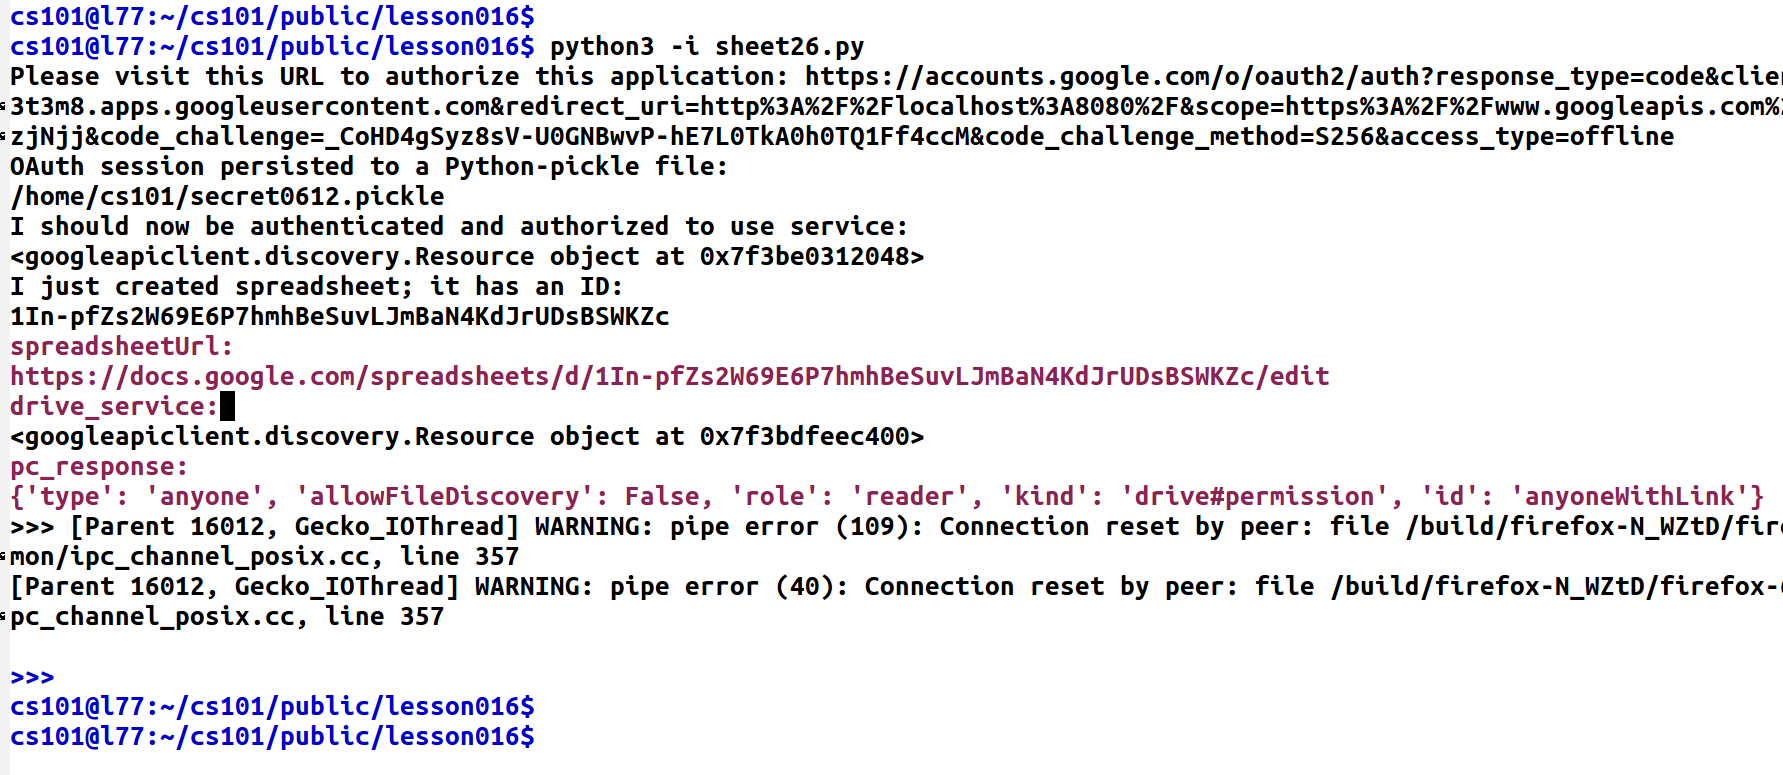 cs101@l77:~/cs101/public/lesson016$
cs101@l77:~/cs101/public/lesson016$ python3 -i sheet26.py
Please visit this URL to authorize this application: https://accounts.google.com/o/oauth2/auth?response_type=code&clien
3t3m8.apps.googleusercontent.com&redirect_uri=http%3A%2F%2Flocalhost%3A8080%2F&scope=https%3A%2F%2Fwww.googleapis.com%2
zjNjj&code_challenge=_CoHD4gSyz8sV-U0GNBwvP-hE7L0TkA0h0TQ1Ff4ccM&code_challenge_method=S256&access_type=offline
OAuth session persisted to a Python-pickle file:
/home/cs101/secret0612.pickle
I should now be authenticated and authorized to use service:
<googleapiclient.discovery.Resource object at 0x7f3be0312048>
I just created spreadsheet; it has an ID:
1In-pfZs2W69E6P7hmhBeSuvLJmBaN4KdJrUDsBSWKZc
spreadsheetUrl:
https://docs.google.com/spreadsheets/d/1In-pfZs2W69E6P7hmhBeSuvLJmBaN4KdJrUDsBSWKZc/edit
drive_service:
<googleapiclient.discovery.Resource object at 0x7f3bdfeec400>
pc_response:
{'type': 'anyone', 'allowFileDiscovery': False, 'role': 'reader', 'kind': 'drive#permission', 'id': 'anyoneWithLink'}
>>> [Parent 16012, Gecko_IOThread] WARNING: pipe error (109): Connection reset by peer: file /build/firefox-N_WZtD/fire
mon/ipc_channel_posix.cc, line 357
[Parent 16012, Gecko_IOThread] WARNING: pipe error (40): Connection reset by peer: file /build/firefox-N_WZtD/firefox-
pc_channel_posix.cc, line 357
>>>
cs101@l77:~/cs101/public/lesson016$
cs101@l77:~/cs101/public/lesson016$